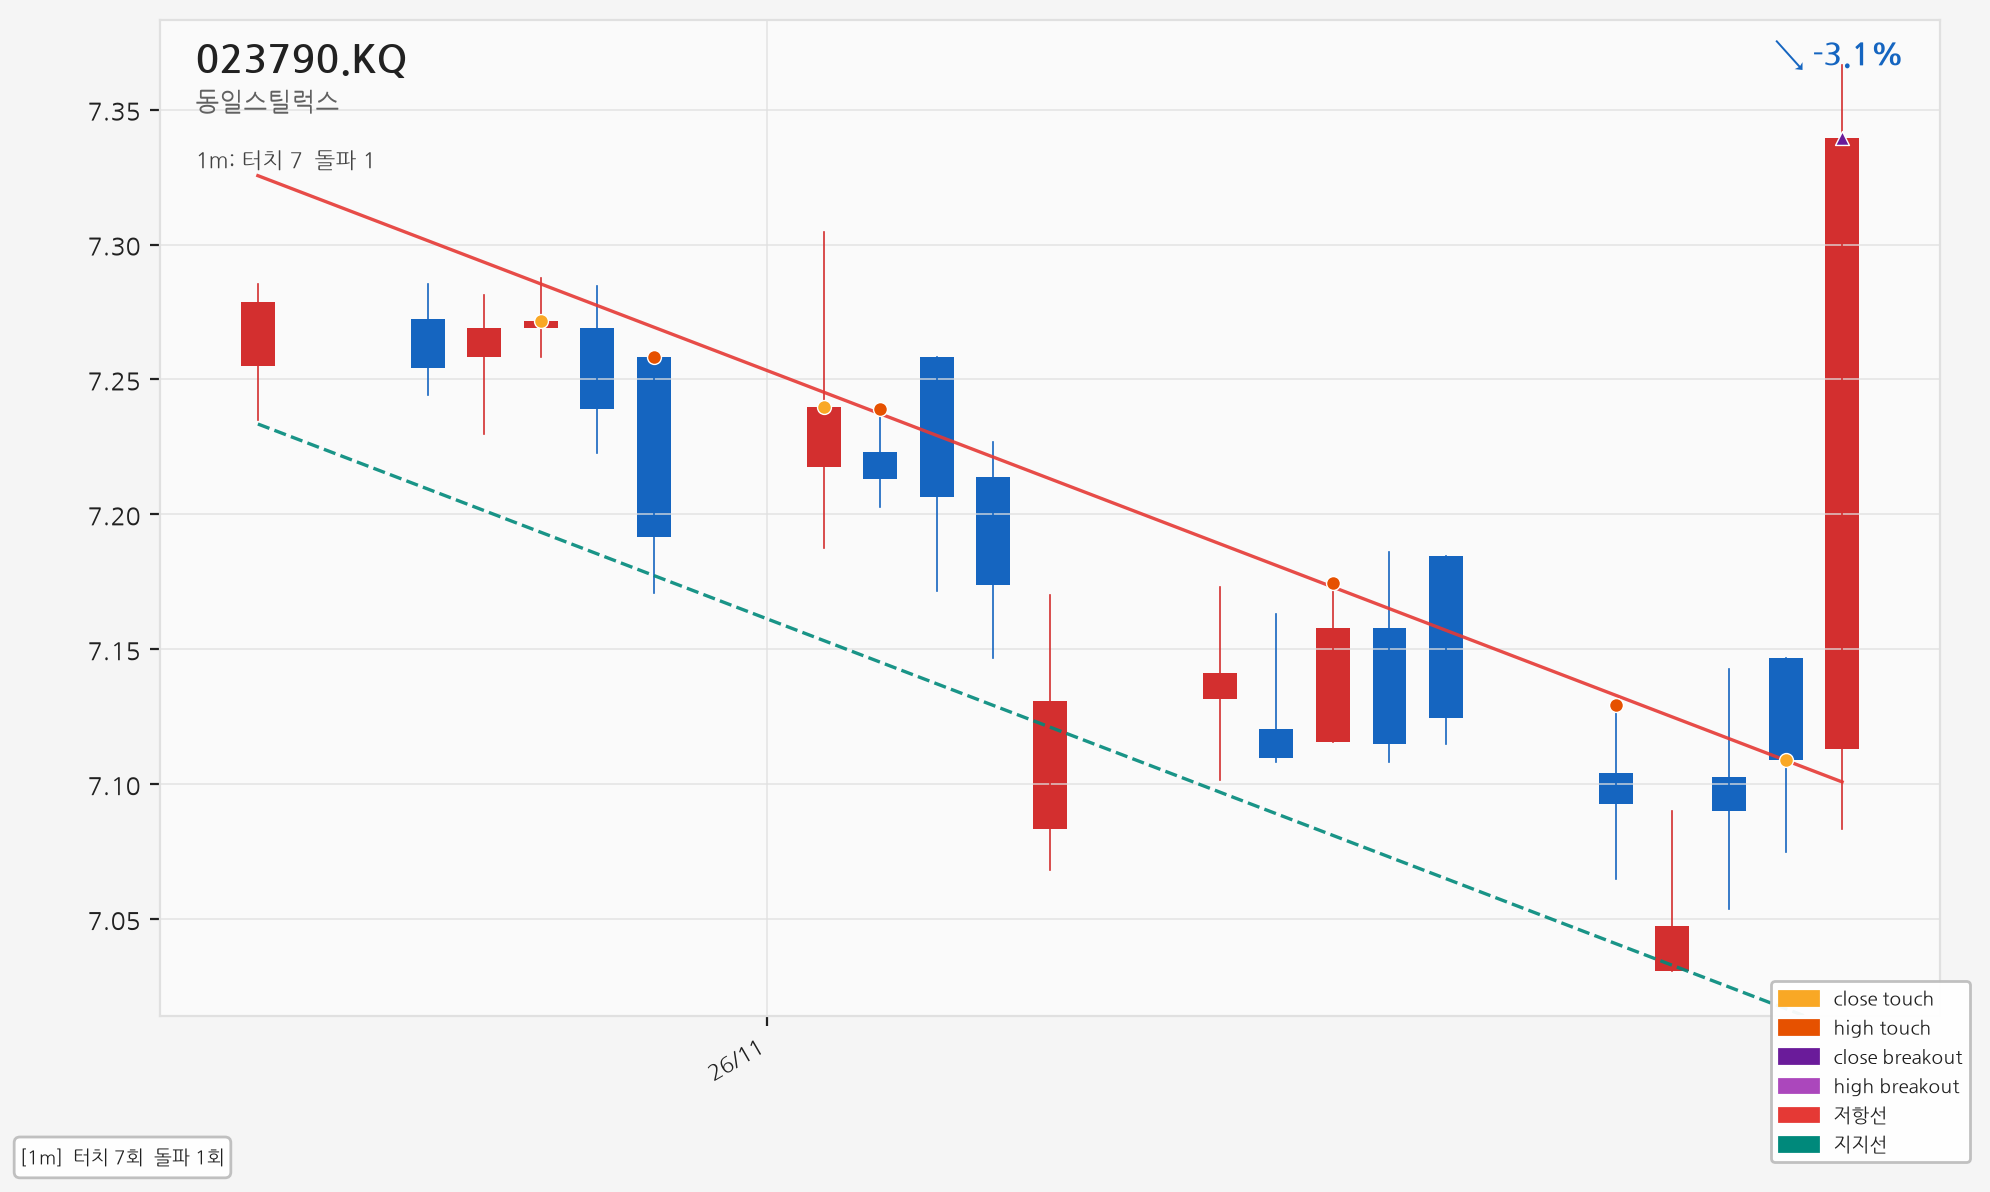 023790.KQ
동일스틸럭스
1m: 터치 7  돌파 1
-3.1%
7.35
7.30
7.25
7.20
7.15
7.10
7.05
26/11
close touch
high touch
close breakout
high breakout
저항선
지지선
[1m]  터치 7회  돌파 1회